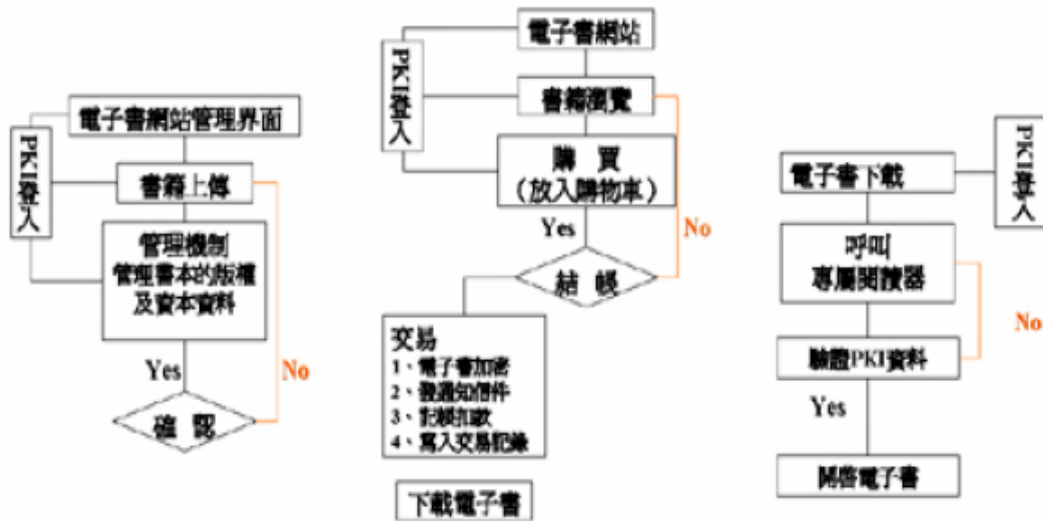 PKI登入
電子書網站管理界面
書籍上傳
管理機制
管理書本的版權
及資本資料
Yes
No
確認
PKI登入
電子書網站
書籍瀏覽
購買
(放入購物車)
Yes
No
結帳
交易
1、電子書加密
2、發通知信件
3、記帳扣款
4、寫入交易記錄
下載電子書
PKI登入
電子書下載
呼叫
專屬閱讀器
No
驗證PKI資料
Yes
開啓電子書